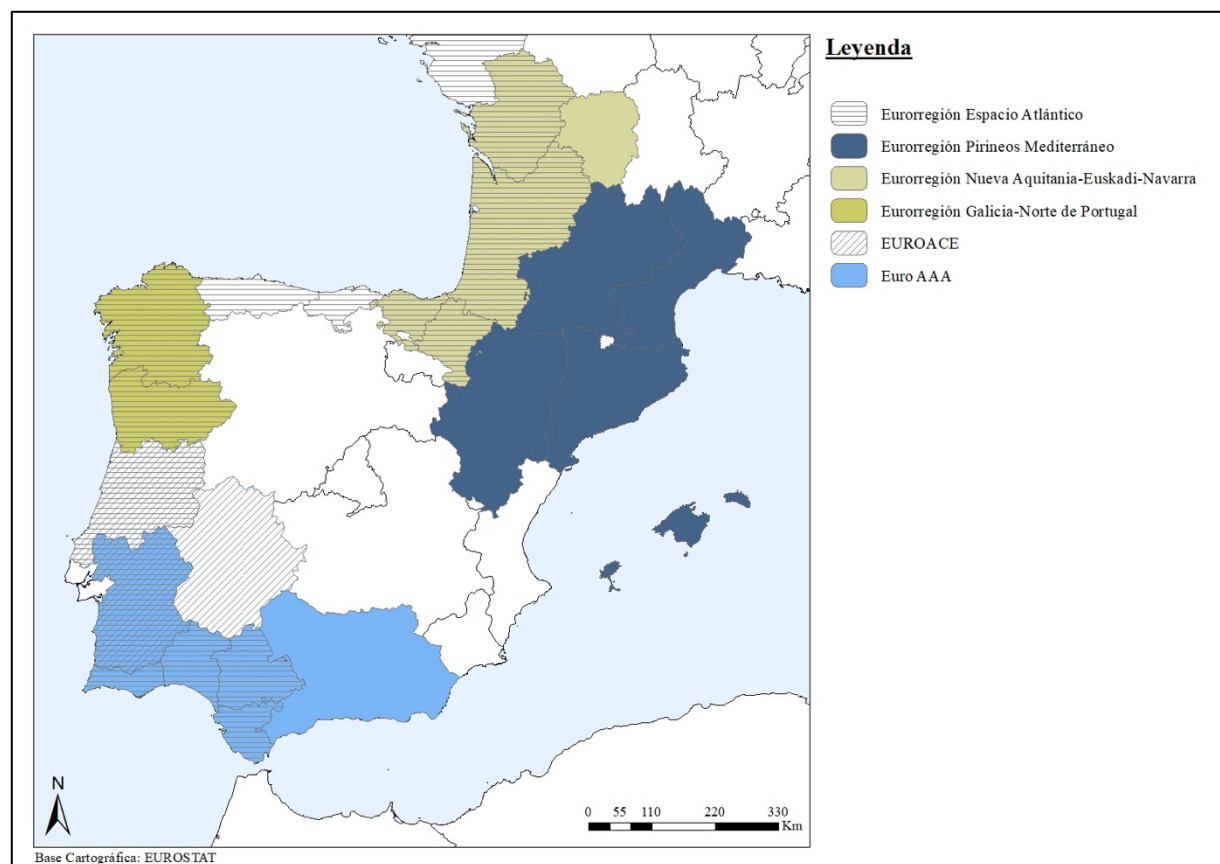 Leyenda
Eurorregión Espacio Atlántico
Eurorregión Pirineos Mediterráneo
Eurorregión Nueva Aquitania-Euskadi-Navarra
Eurorregión Galicia-Norte de Portugal
EUROACE
Euro AAA
N
0 55 110 220 330
Km
Base Cartográfica: EUROSTAT